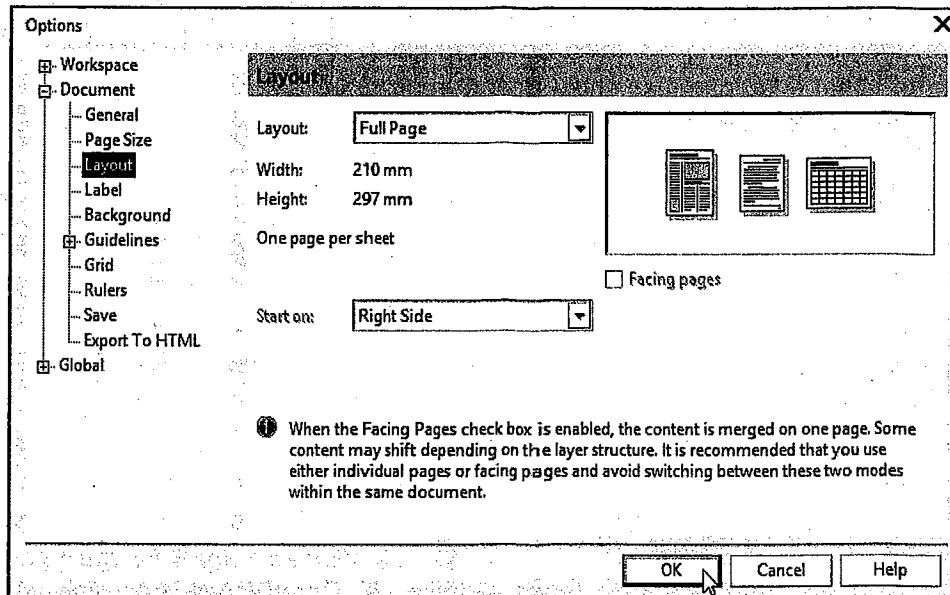 Options
X
Workspace
Document
General
Page Size
Layout
Label
Background
Guidelines
Grid
Rulers
Save
Export To HTML
Global
Layout
Layout: Full Page
Width: 210 mm
Height: 297 mm
One page per sheet
Facing pages
Start on: Right Side
When the Facing Pages check box is enabled, the content is merged on one page. Some
content may shift depending on the layer structure. It is recommended that you use
either individual pages or facing pages and avoid switching between these two modes
within the same document.
OK Cancel Help